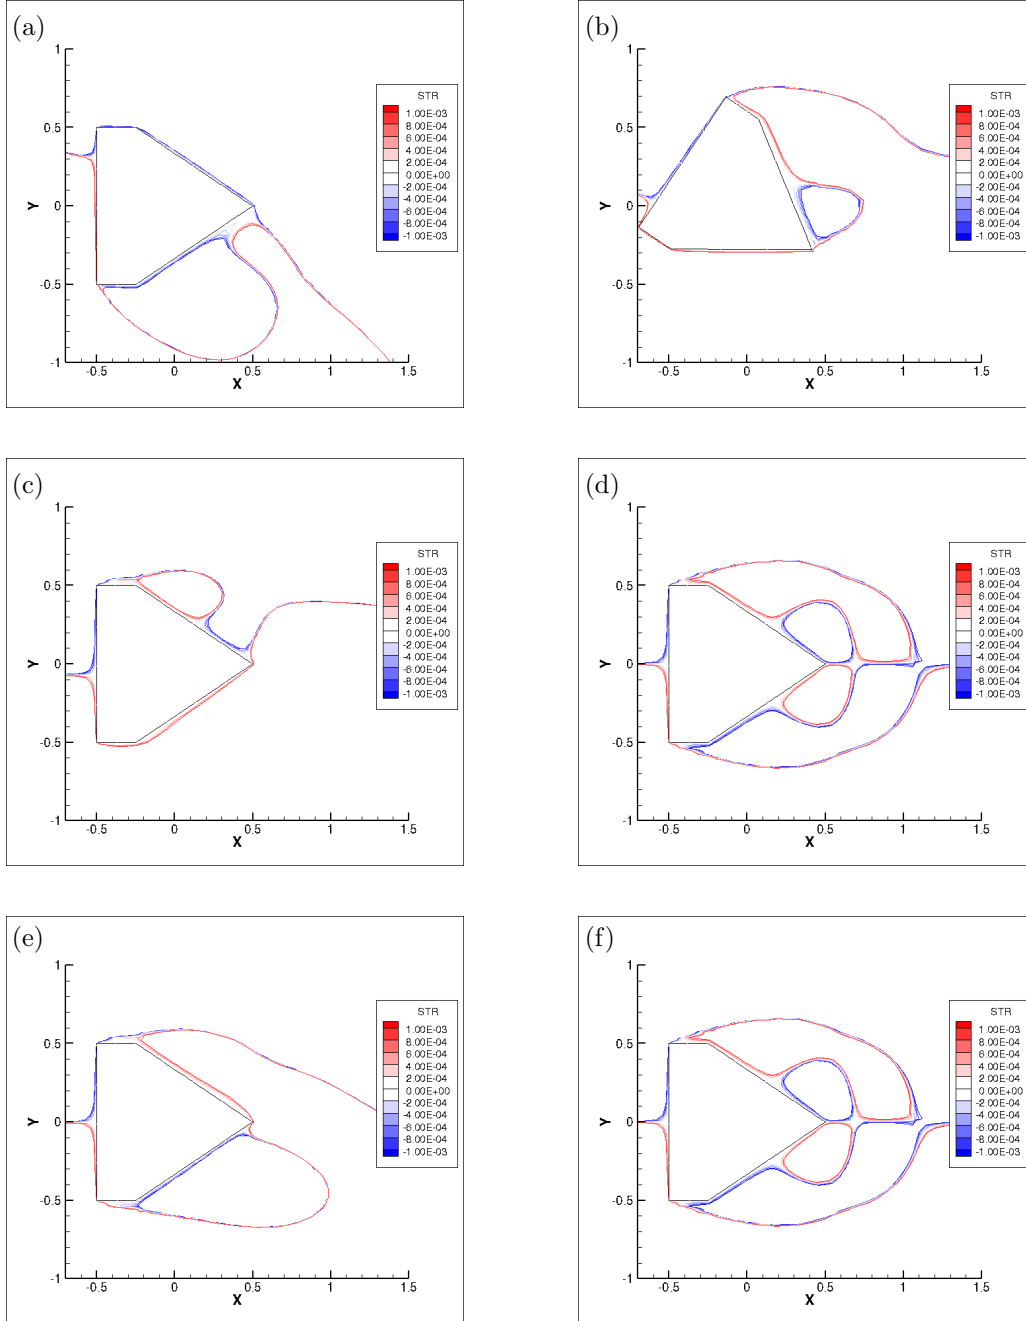 (a)
STR
1.00E-03
8.00E-04
6.00E-04
4.00E-04
2.00E-04
0.00E+00
-2.00E-04
-4.00E-04
-6.00E-04
-8.00E-04
-1.00E-03
1
0.5
0
-0.5
-1
Y
-0.5
0
0.5
1
1.5
X
(b)
STR
1.00E-03
8.00E-04
6.00E-04
4.00E-04
2.00E-04
0.00E+00
-2.00E-04
-4.00E-04
-6.00E-04
-8.00E-04
-1.00E-03
1
0.5
0
-0.5
-1
Y
-0.5
0
0.5
1
1.5
X
(c)
STR
1.00E-03
8.00E-04
6.00E-04
4.00E-04
2.00E-04
0.00E+00
-2.00E-04
-4.00E-04
-6.00E-04
-8.00E-04
-1.00E-03
1
0.5
0
-0.5
-1
Y
-0.5
0
0.5
1
1.5
X
(d)
STR
1.00E-03
8.00E-04
6.00E-04
4.00E-04
2.00E-04
0.00E+00
-2.00E-04
-4.00E-04
-6.00E-04
-8.00E-04
-1.00E-03
1
0.5
0
-0.5
-1
Y
-0.5
0
0.5
1
1.5
X
(e)
STR
1.00E-03
8.00E-04
6.00E-04
4.00E-04
2.00E-04
0.00E+00
-2.00E-04
-4.00E-04
-6.00E-04
-8.00E-04
-1.00E-03
1
0.5
0
-0.5
-1
Y
-0.5
0
0.5
1
1.5
X
(f)
STR
1.00E-03
8.00E-04
6.00E-04
4.00E-04
2.00E-04
0.00E+00
-2.00E-04
-4.00E-04
-6.00E-04
-8.00E-04
-1.00E-03
1
0.5
0
-0.5
-1
Y
-0.5
0
0.5
1
1.5
X